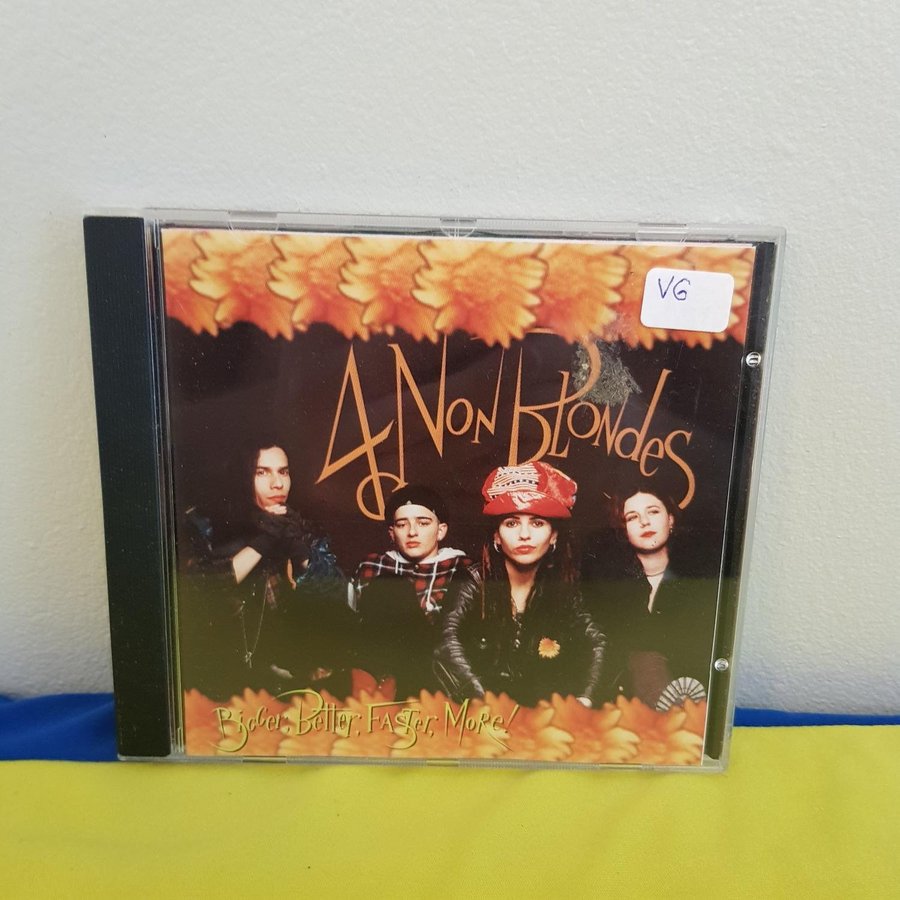 VG
4 Non Blondes
Bigger, Better, Faster, More!